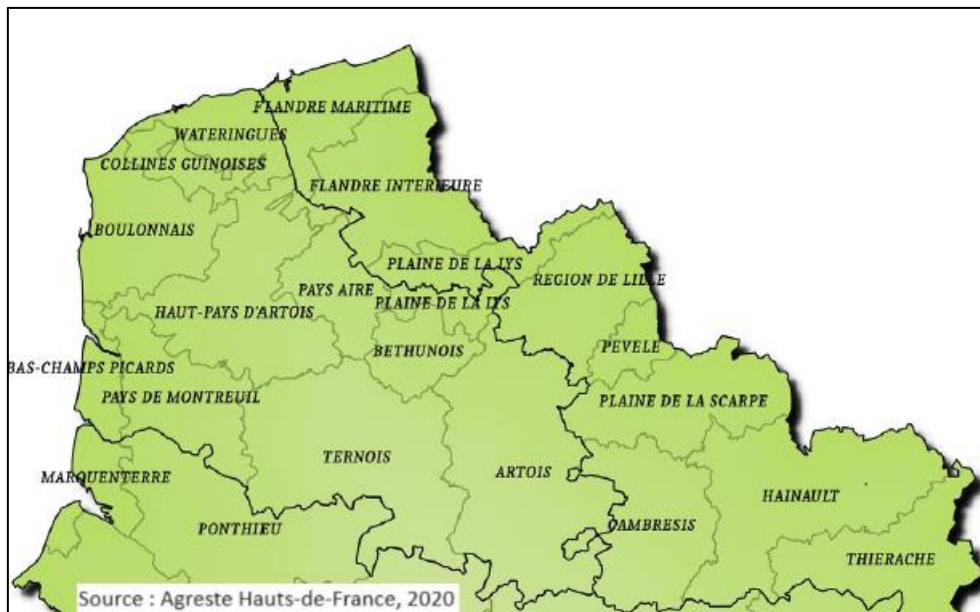 FLANDRE MARITIME
WATERINGUES
COLLINES GUINOISES
FLANDRE INTERIEURE
BOULONNAIS
PLAINE DE LA LYS
REGION DE LILLE
PAYS AIRE
PLAINE DE LA LYS
HAUT-PAYS D'ARTOIS
BETHUNOIS
PEVELE
BAS-CHAMPS PICARDS
PAYS DE MONTREUIL
PLAINE DE LA SCARPE
TERNOIS
MARQUENTERRE
ARTOIS
HAINAULT
PONTHIEU
CAMBRESIS
THIERACHE
Source : Agreste Hauts-de-France, 2020